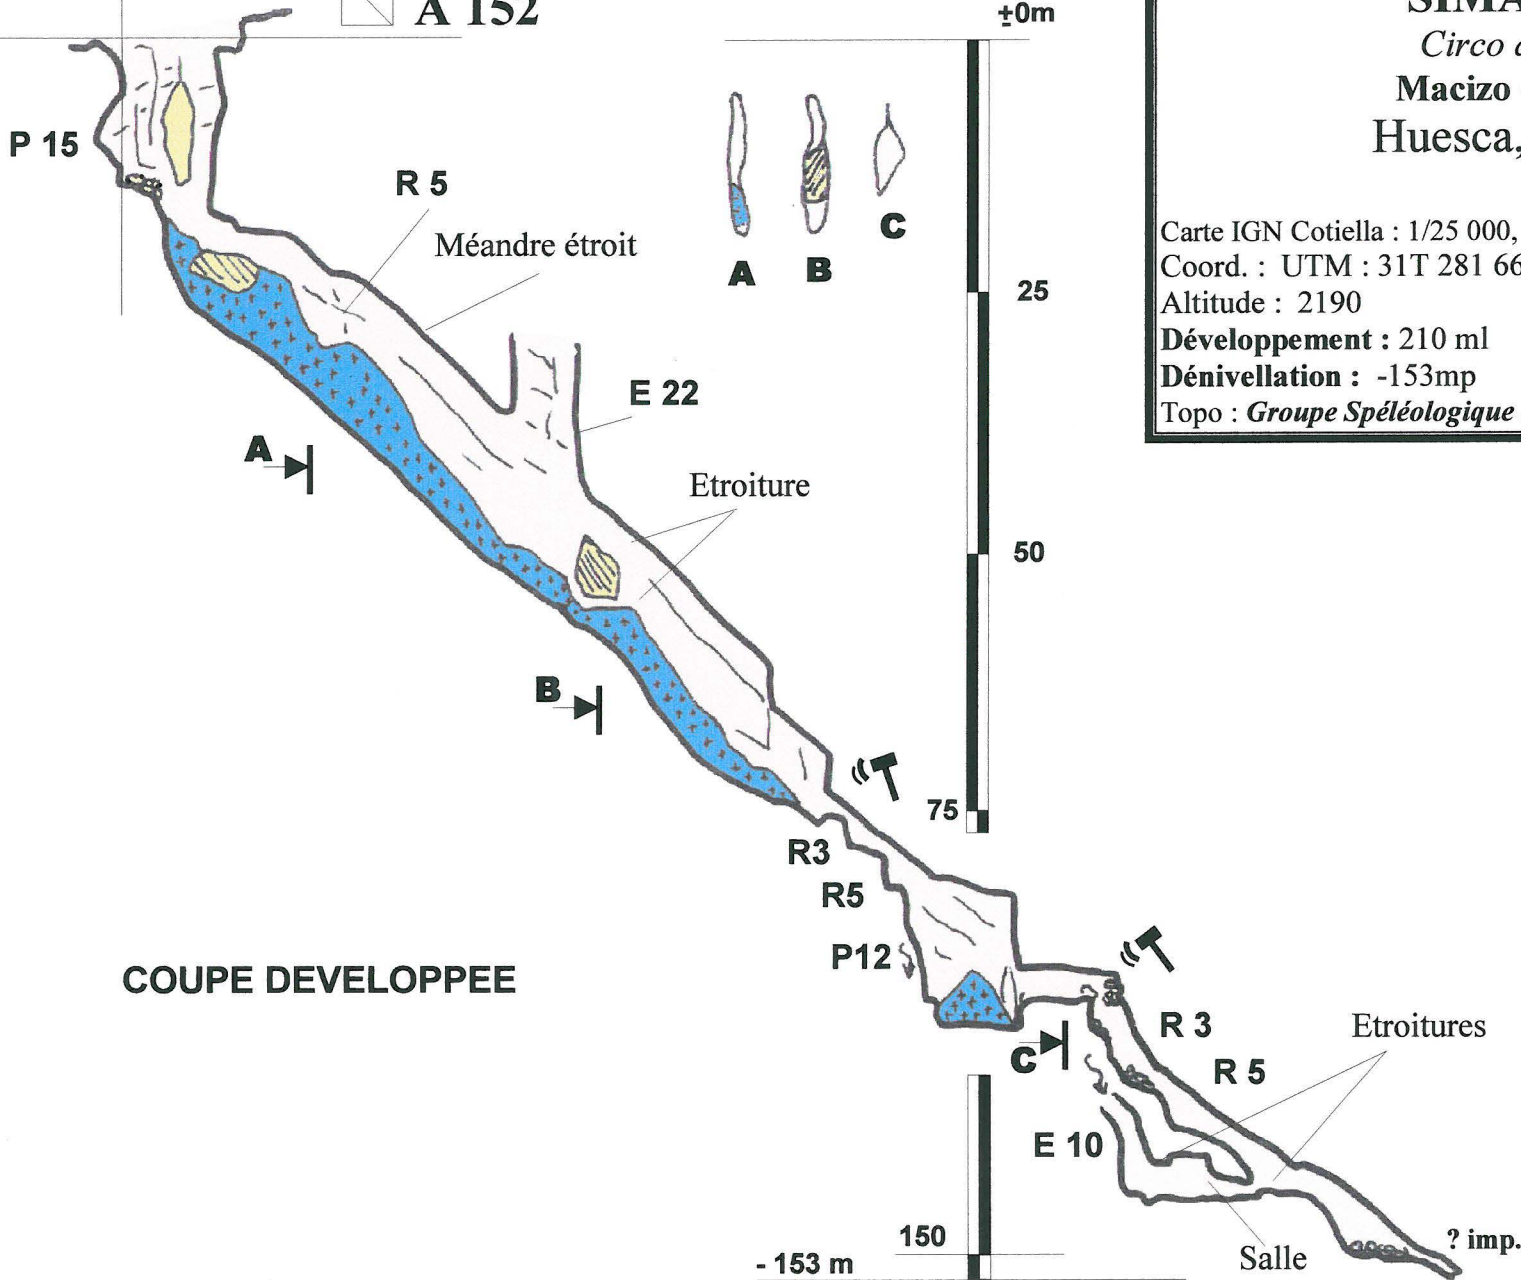 A 152
±0m
SIMA
Circo
Macizo
Huesca,
P 15
R 5
Méandre étroit
A
B
C
Carte IGN Cotiella : 1/25 000,
Coord. : UTM : 31T 281 66
Altitude : 2190
Développement : 210 ml
Dénivellation : -153mp
Topo : Groupe Spéléologique
25
E 22
A
Etroiture
50
B
75
R3
R5
P12
COUPE DEVELOPPEE
R 3
Etroitures
C
R 5
E 10
150
- 153 m
Salle
? imp.